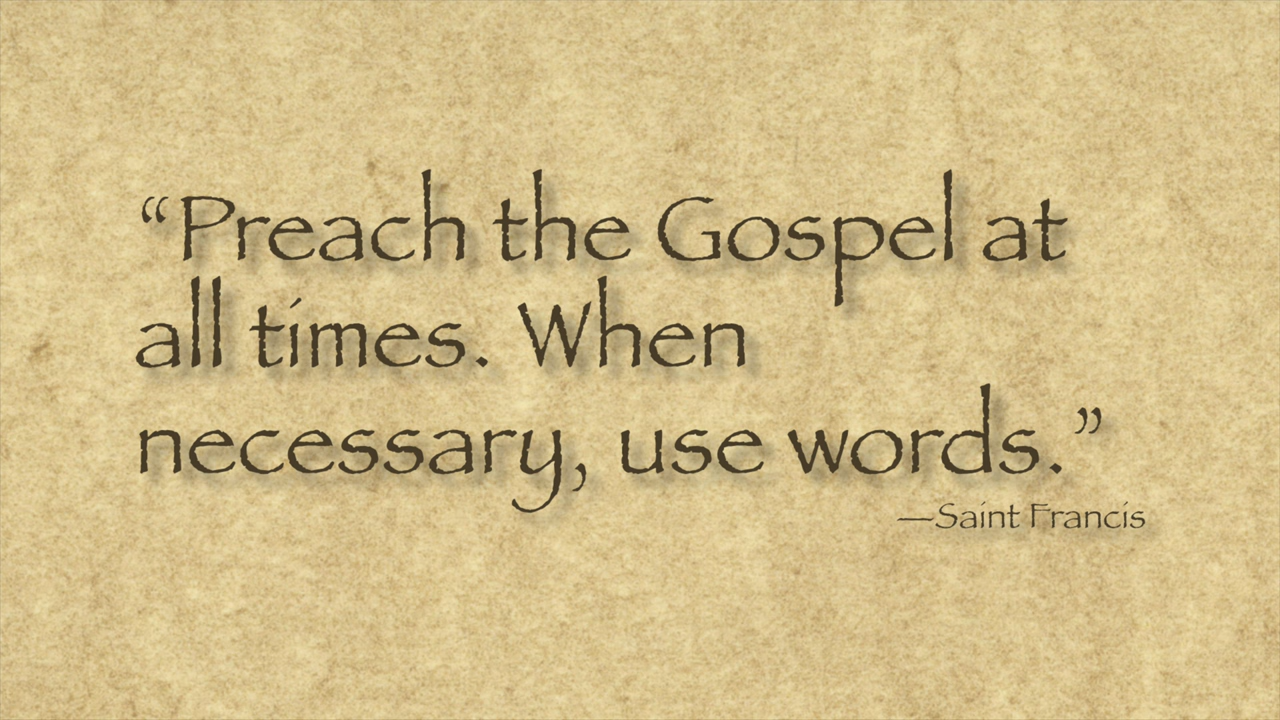 “Preach the Gospel at
all times. When
necessary, use words.”
—Saint Francis